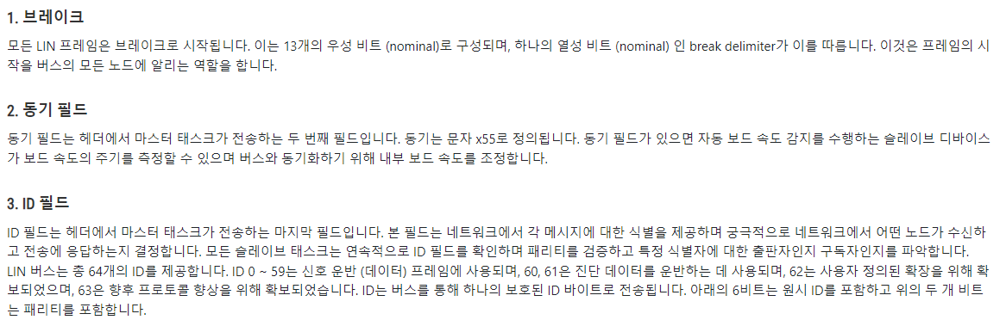 1. 브레이크
모든 LIN 프레임은 브레이크로 시작됩니다. 이는 13개의 우성 비트 (nominal)로 구성되며, 하나의 열성 비트 (nominal) 인 break delimiter가 이를 따릅니다. 이것은 프레임의 시
작을 버스의 모든 노드에 알리는 역할을 합니다.
2. 동기 필드
동기 필드는 헤더에서 마스터 태스크가 전송하는 두 번째 필드입니다. 동기는 문자 x55로 정의됩니다. 동기 필드가 있으면 자동 보드 속도 감지를 수행하는 슬레이브 디바이스
가 보드 속도의 주기를 측정할 수 있으며 버스와 동기화하기 위해 내부 보드 속도를 조정합니다.
3. ID 필드
ID 필드는 헤더에서 마스터 태스크가 전송하는 마지막 필드입니다. 본 필드는 네트워크에서 각 메시지에 대한 식별을 제공하며 궁극적으로 네트워크에서 어떤 노드가 수신하
고 전송에 응답하는지 결정합니다. 모든 슬레이브 태스크는 연속적으로 ID 필드를 확인하며 패리티를 검증하고 특정 식별자에 대한 출판자인지 구독자인지를 파악합니다.
LIN 버스는 총 64개의 ID를 제공합니다. ID 0 ~ 59는 신호 운반 (데이터) 프레임에 사용되며, 60, 61은 진단 데이터를 운반하는 데 사용되며, 62는 사용자 정의된 확장을 위해 확
보되었으며, 63은 향후 프로토콜 향상을 위해 확보되었습니다. ID는 버스를 통해 하나의 보호된 ID 바이트로 전송됩니다. 아래의 6비트는 원시 ID를 포함하고 위의 두 개 비트
는 패리티를 포함합니다.